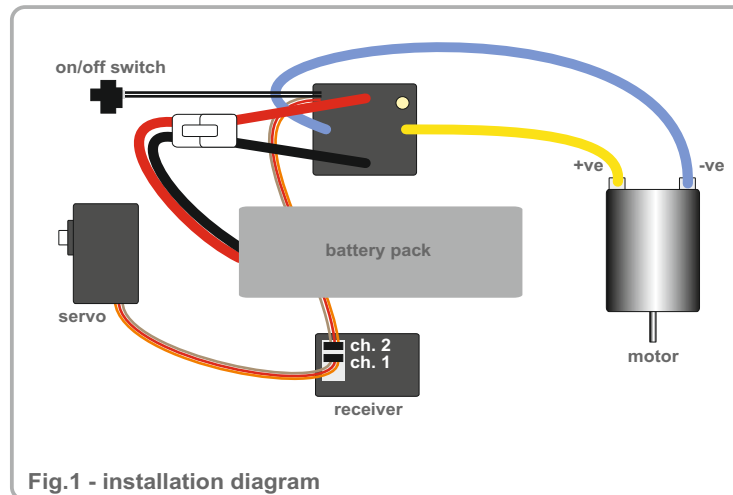 on/off switch
+ve
-ve
battery pack
servo
ch. 2
ch. 1
motor
receiver
Fig.1 - installation diagram